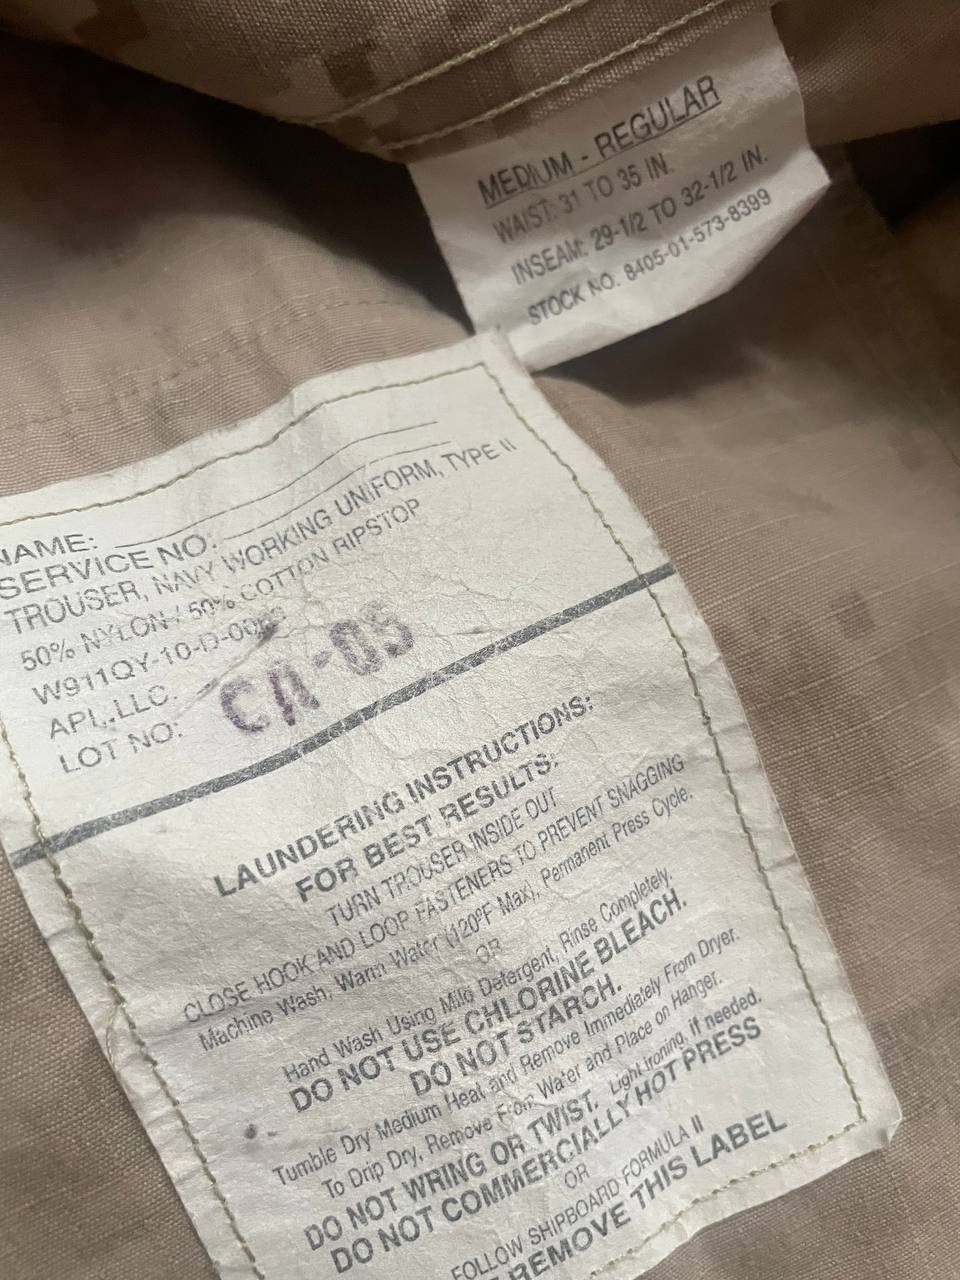 MEDIUM - REGULAR
WAIST: 31 TO 35 IN.
INSEAM: 29-1/2 TO 32-1/2 IN.
STOCK NO. 8405-01-573-8399
NAME:
SERVICE NO.
TROUSER, NAVY WORKING UNIFORM, TYPE II
50% NYLON / 50% COTTON RIPSTOP
API, LLC.
LOT NO:
LAUNDERING INSTRUCTIONS:
FOR BEST RESULTS:
TURN TROUSER INSIDE OUT
CLOSE HOOK AND LOOP FASTENERS TO PREVENT SNAGGING
Machine Wash, Warm Water (120°F Max), Permanent Press Cycle.
OR
Hand Wash Using Mild Detergent, Rinse Completely.
DO NOT USE CHLORINE BLEACH.
DO NOT STARCH.
Tumble Dry Medium Heat and Remove Immediately From Dryer.
To Drip Dry, Remove From Water and Place on Hanger.
DO NOT WRING OR TWIST. Light ironing, if needed.
DO NOT COMMERCIALLY HOT PRESS
OR
FOLLOW SHIPBOARD FORMULA II
REMOVE THIS LABEL